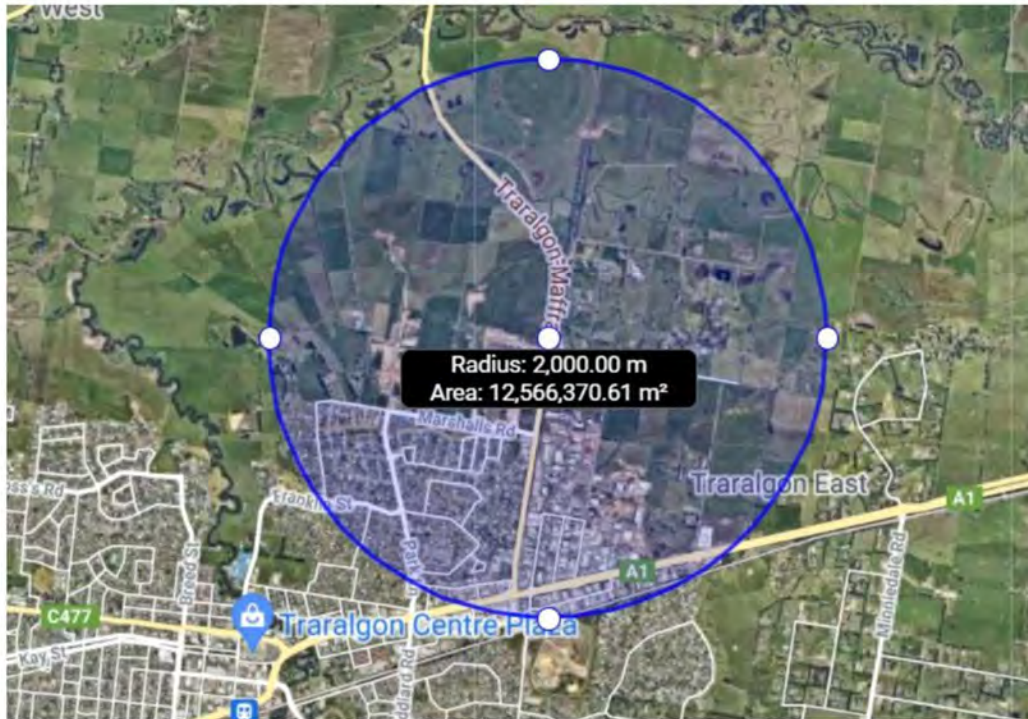 West
Traralgon-Maffra
Radius: 2,000.00 m
Area: 12,566,370.61 m²
Marshalls Rd
Traralgon East
A1
Franklin St
A1
Breed St
Park
Minniedale Rd
C477
Traralgon Centre Plaza
Kay St